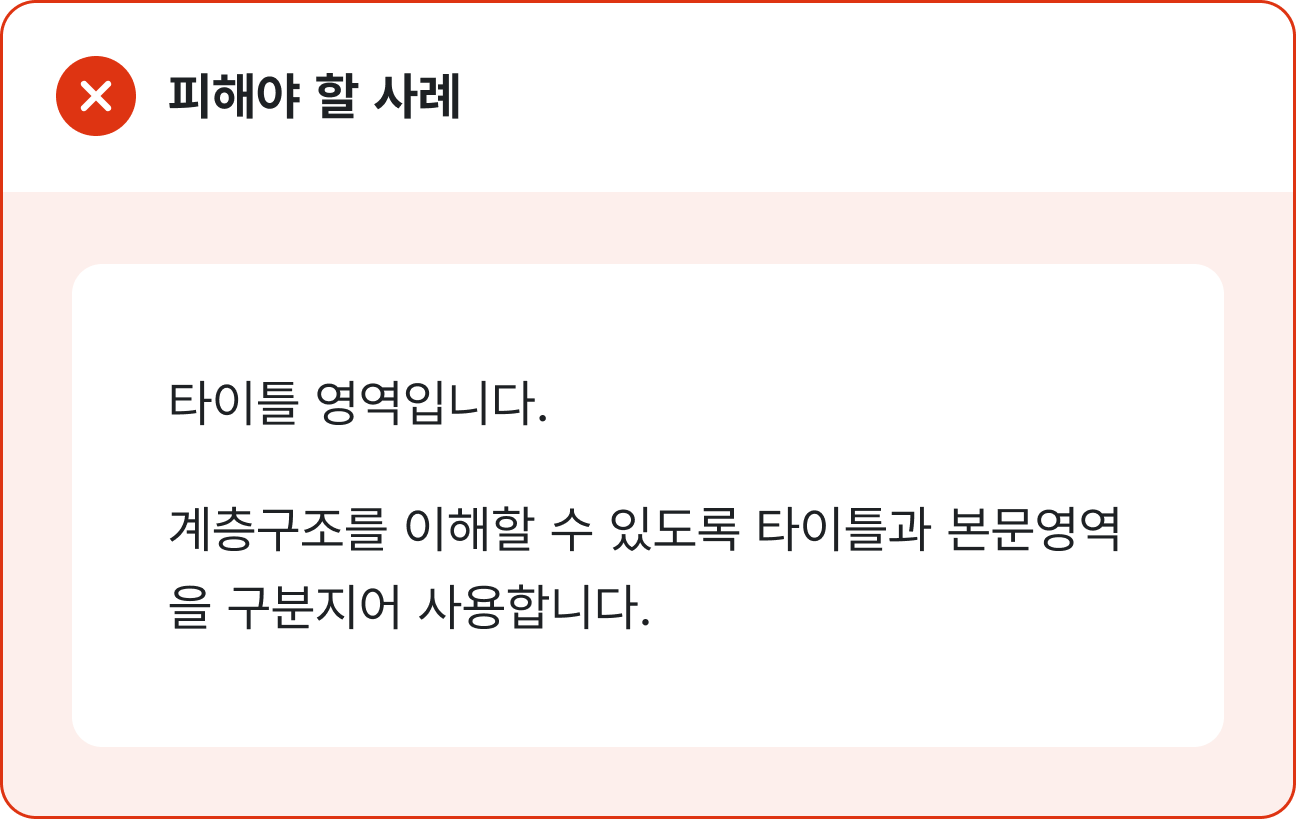 피해야 할 사례
타이틀 영역입니다.
계층구조를 이해할 수 있도록 타이틀과 본문영역
을 구분지어 사용합니다.